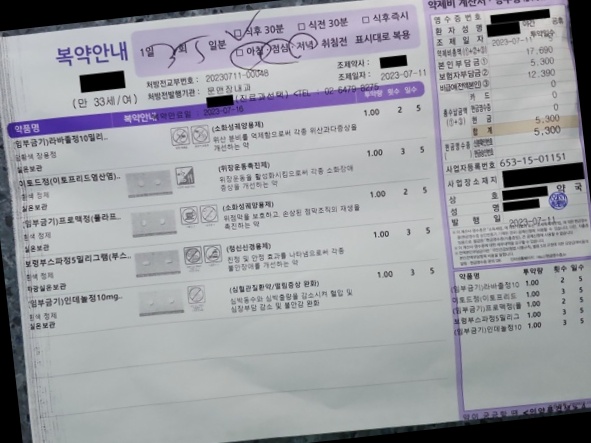 복약안내
1일 3회 5일분
□ 식후 30분 □ 식전 30분 □ 식후즉시
□ 아침, 점심, 저녁, 취침전 표시대로 복용
(만 33세/여)
처방전교부번호 : 20230711-00048
처방전발행기관 :
TEL : 02-6479-8275
조제약사 :
조제일자 : 2023-07-11
약품명
복약안내
투약량 횟수 일수
(임부금기)라바졸정10밀리..
장용정
실온보관
(소화성궤양용제)
위산 분비를 억제함으로써 각종 위산과다증상을
개선하는 약
1.00 2 5
이토드정(이토프리드염산염)..
흰색 정제
실온보관
(위장운동촉진제)
위장운동을 활성화시킴으로써 각종 소화장애
증상을 개선하는 약
1.00 3 5
(임부금기)프로맥정(폴라프..
흰색 정제
실온보관
(소화성궤양용제)
위점막을 보호하고, 손상된 점막조직의 재생을
촉진하는 약
1.00 2 5
보령부스파정5밀리그램(부스..
흰색 정제
차광실온보관
(정신신경용제)
진정 및 안정 효과를 나타냄으로써 각종
불안장애를 개선하는 약
1.00 3 5
(임부금기)인데놀정10mg..
흰색 정제
실온보관
(심혈관질환약/떨림증상 완화)
심박동수와 심박출량을 감소시켜 혈압 및
심장부담 감소 및 불안감 완화
1.00 3 5
약제비 계산서
영수증번호
환자성명
야간 공휴
조제일자 2023-07-11
약제비총액(①+②+③) 17,690
본인부담금① 5,300
보험자부담금② 12,390
비급여(전액본인)③ 0
카드 0
현금영수증 0
현금 5,300
합계 5,300
사업자등록번호 653-15-01151
사업장소재지
상호 약국
성명
발행일 2023-07-11
약품명 투약량 횟수 일수
(임부금기)라바졸정10 1.00 2 5
이토드정(이토프리드 1.00 3 5
(임부금기)프로맥정(폴 1.00 2 5
보령부스파정5밀리그 1.00 3 5
(임부금기)인데놀정10 1.00 3 5